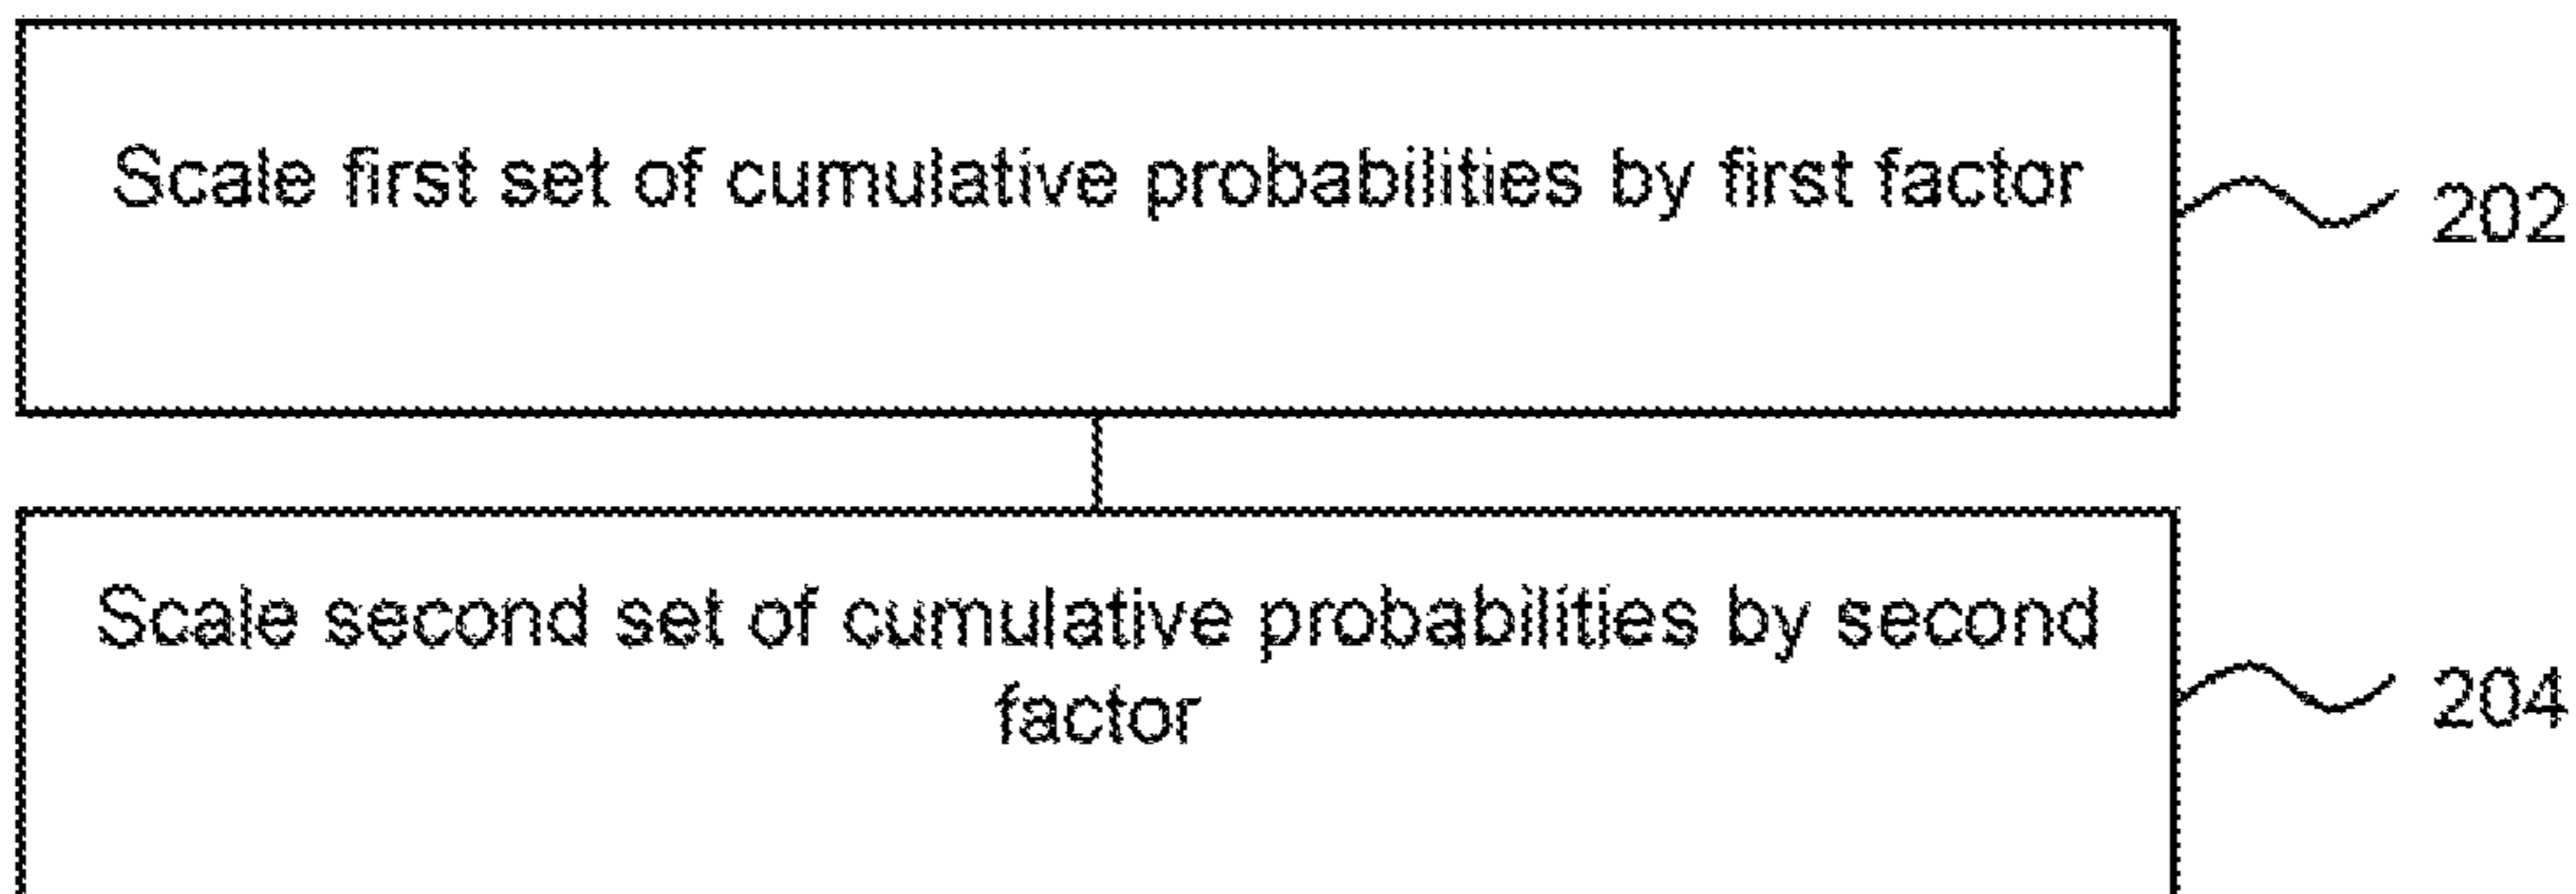 Scale first set of cumulative probabilities by first factor
202
Scale second set of cumulative probabilities by second
factor
204